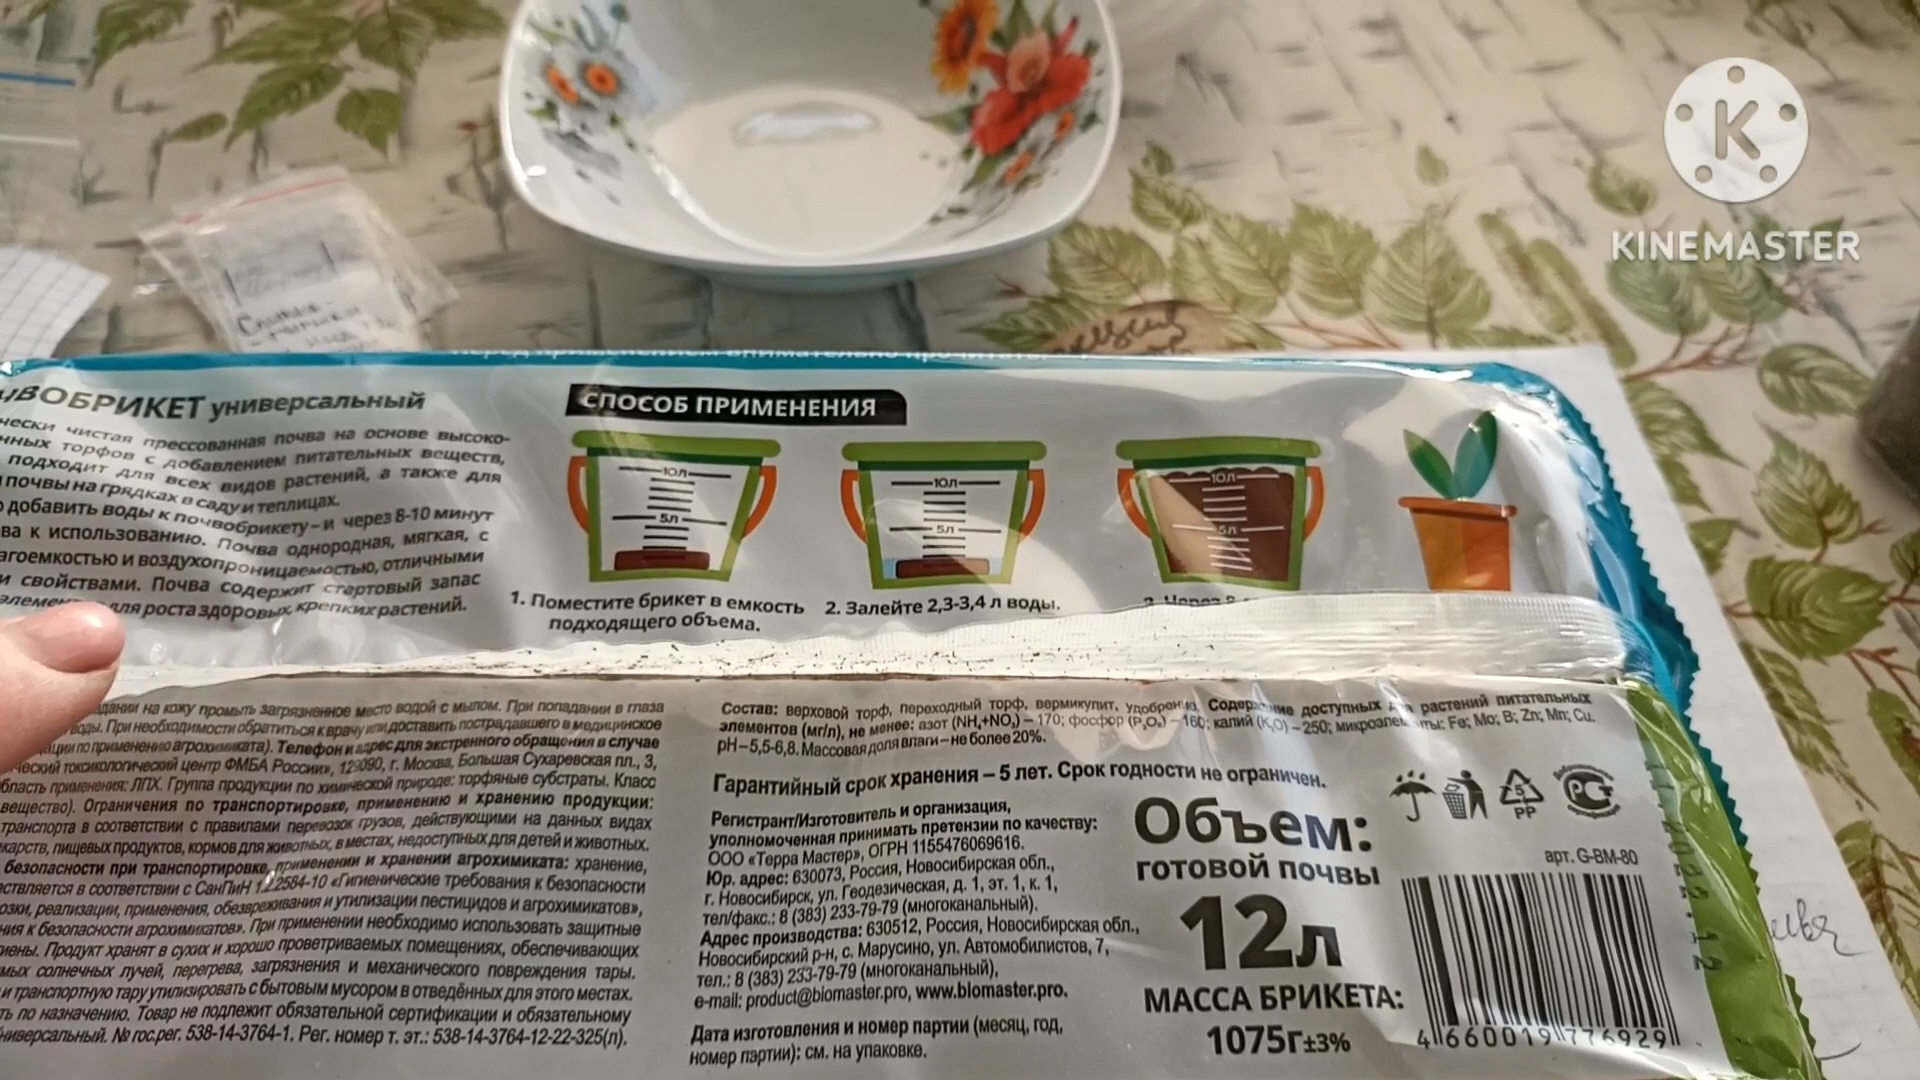 KINEMASTER
универсальный
СПОСОБ ПРИМЕНЕНИЯ
чистая прессованная почва на основе высоко-
торфов с добавлением питательных веществ,
подходит для всех видов растений, а также для
почвы на грядках в саду и теплицах.
добавить воды к почвобрикету – и через 8-10 минут
к использованию. Почва однородная, мягкая, с
и воздухопроницаемостью, отличными
и свойствами. Почва содержит стартовый запас
для роста здоровых, крепких растений.
10л
5л
10л
5л
10л
5л
1. Поместите брикет в емкость
подходящего объема.
2. Залейте 2,3-3,4 л воды.
на кожу промыть загрязненное место водой с мылом. При попадании в глаза
При необходимости обратиться к врачу или доставить пострадавшего в медицинское
по применению агрохимиката). Телефон и адрес для экстренного обращения в случае
токсикологический центр ФМБА России», 129090, г. Москва, Большая Сухаревская пл., 3,
применения: ЛПХ. Группа продукции по химической природе: торфяные субстраты. Класс
вещество). Ограничения по транспортировке, применению и хранению продукции:
транспорта в соответствии с правилами перевозок грузов, действующими на данных видах
пищевых продуктов, кормов для животных, в местах, недоступных для детей и животных.
безопасности при транспортировке, применении и хранении агрохимиката: хранение,
в соответствии с СанПиН 1.2.2584-10 «Гигиенические требования к безопасности
реализации, применения, обезвреживания и утилизации пестицидов и агрохимикатов»,
к безопасности агрохимикатов». При применении необходимо использовать защитные
Продукт хранят в сухих и хорошо проветриваемых помещениях, обеспечивающих
солнечных лучей, перегрева, загрязнения и механического повреждения тары.
и транспортную тару утилизировать с бытовым мусором в отведённых для этого местах.
по назначению. Товар не подлежит обязательной сертификации и обязательному
№ гос.рег. 538-14-3764-1. Рег. номер т. эт.: 538-14-3764-12-22-325(л).
Состав: верховой торф, переходный торф, вермикулит, удобрения. Содержание доступных для растений питательных
элементов (мг/л), не менее: азот (NH₄+NO₃) – 170; фосфор (P₂O₅) – 160; калий (K₂O) – 250; микроэлементы: Fe; Mo; B; Zn; Mn; Cu.
pH – 5,5-6,8. Массовая доля влаги – не более 20%.
Гарантийный срок хранения – 5 лет. Срок годности не ограничен.
Регистрант/Изготовитель и организация,
уполномоченная принимать претензии по качеству:
ООО «Терра Мастер», ОГРН 1155476069616.
Юр. адрес: 630073, Россия, Новосибирская обл.,
г. Новосибирск, ул. Геодезическая, д. 1, эт. 1, к. 1,
тел/факс.: 8 (383) 233-79-79 (многоканальный).
Адрес производства: 630512, Россия, Новосибирская обл.,
Новосибирский р-н, с. Марусино, ул. Автомобилистов, 7,
тел.: 8 (383) 233-79-79 (многоканальный),
e-mail: product@biomaster.pro, www.biomaster.pro.
Дата изготовления и номер партии (месяц, год,
номер партии): см. на упаковке.
Объем:
готовой почвы
12л
МАССА БРИКЕТА:
1075г±3%
5
PP
арт. G-BM-80
4 660019 776929